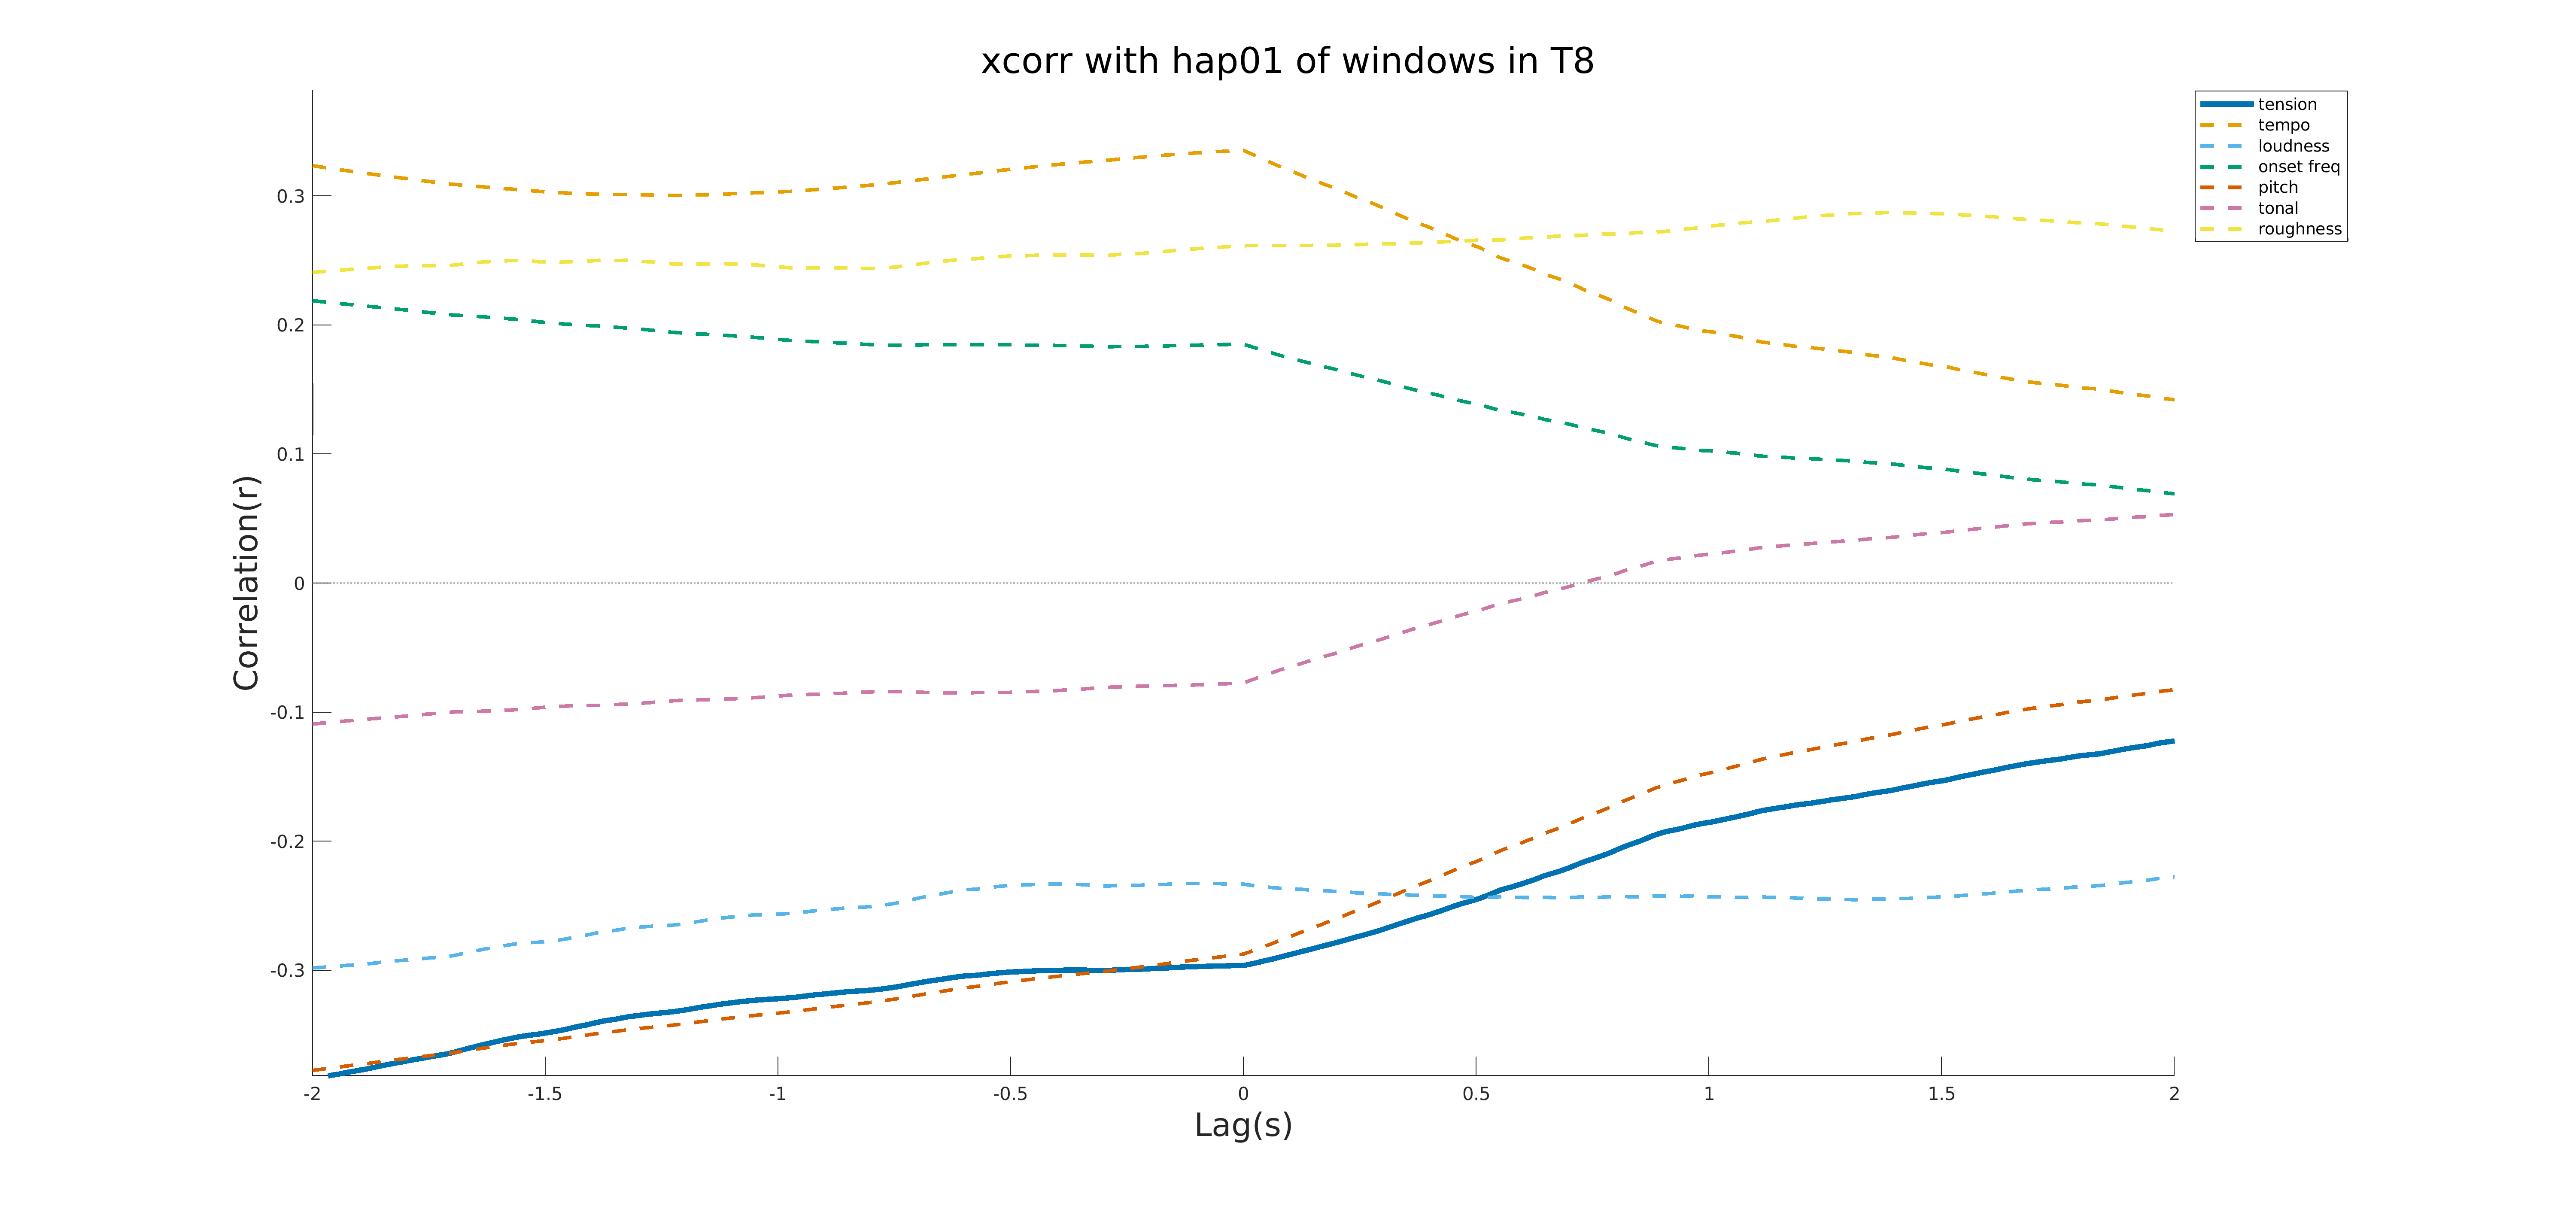 xcorr with hap01 of windows in T8
tension
tempo
loudness
onset freq
pitch
tonal
roughness
Correlation(r)
0.3
0.2
0.1
0
-0.1
-0.2
-0.3
-2
-1.5
-1
-0.5
0
0.5
1
1.5
2
Lag(s)